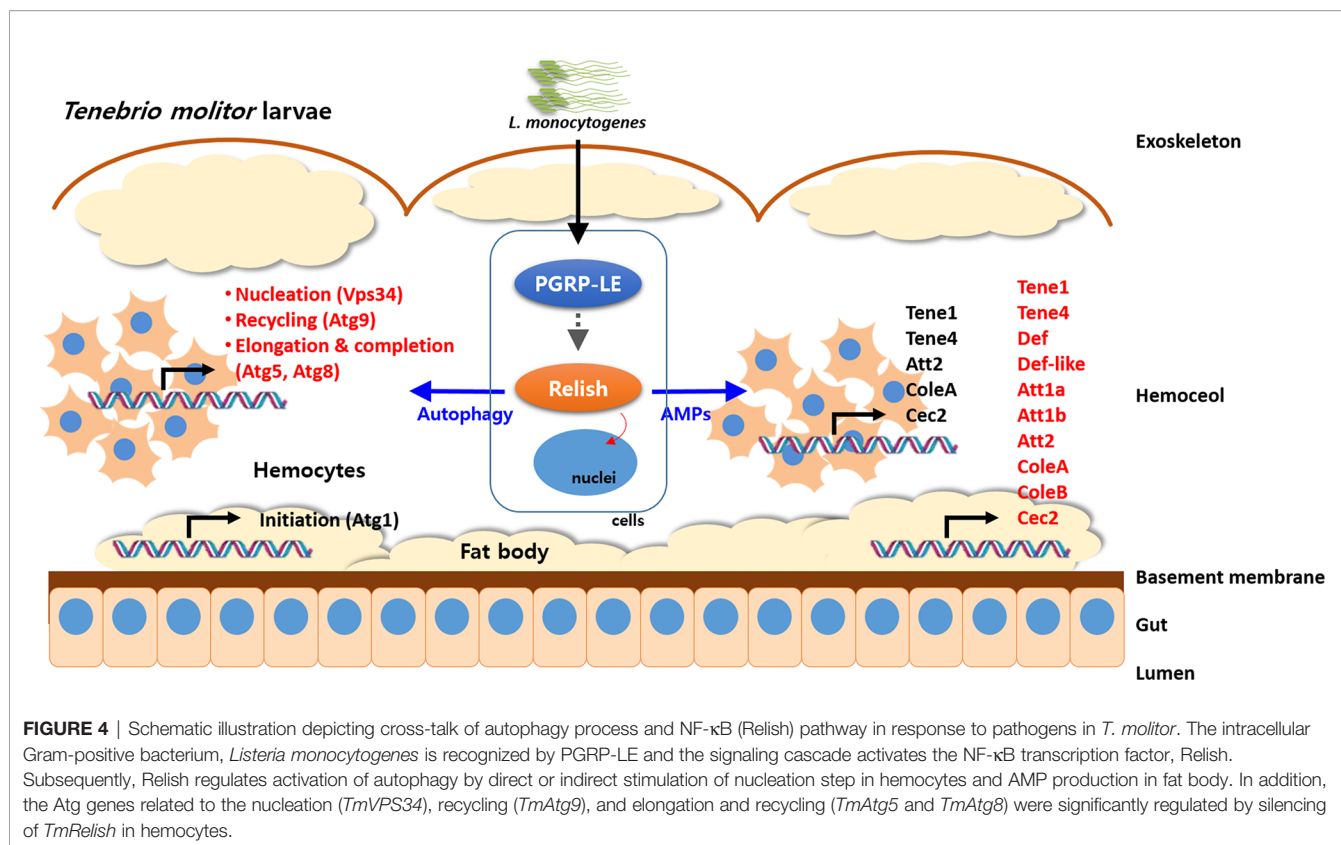 L. monocytogenes
Tenebrio molitor larvae
Exoskeleton
PGRP-LE
• Nucleation (Vps34)
• Recycling (Atg9)
• Elongation & completion
(Atg5, Atg8)
Relish
Autophagy
AMPs
nuclei
cells
Tene1
Tene4
Att2
ColeA
Cec2
Tene1
Tene4
Def
Def-like
Att1a
Att1b
Att2
ColeA
ColeB
Cec2
Hemoceol
Hemocytes
Initiation (Atg1)
Fat body
Basement membrane
Gut
Lumen
FIGURE 4 | Schematic illustration depicting cross-talk of autophagy process and NF-κB (Relish) pathway in response to pathogens in T. molitor. The intracellular
Gram-positive bacterium, Listeria monocytogenes is recognized by PGRP-LE and the signaling cascade activates the NF-κB transcription factor, Relish.
Subsequently, Relish regulates activation of autophagy by direct or indirect stimulation of nucleation step in hemocytes and AMP production in fat body. In addition,
the Atg genes related to the nucleation (TmVPS34), recycling (TmAtg9), and elongation and recycling (TmAtg5 and TmAtg8) were significantly regulated by silencing
of TmRelish in hemocytes.